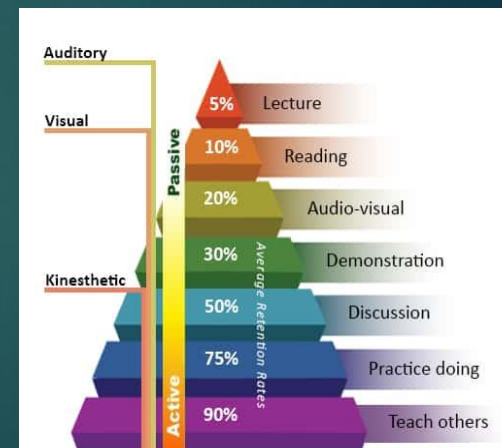 Auditory
Visual
Kinesthetic
Passive
Active
5% Lecture
10% Reading
20% Audio-visual
30% Demonstration
50% Discussion
75% Practice doing
90% Teach others
Average Retention Rates